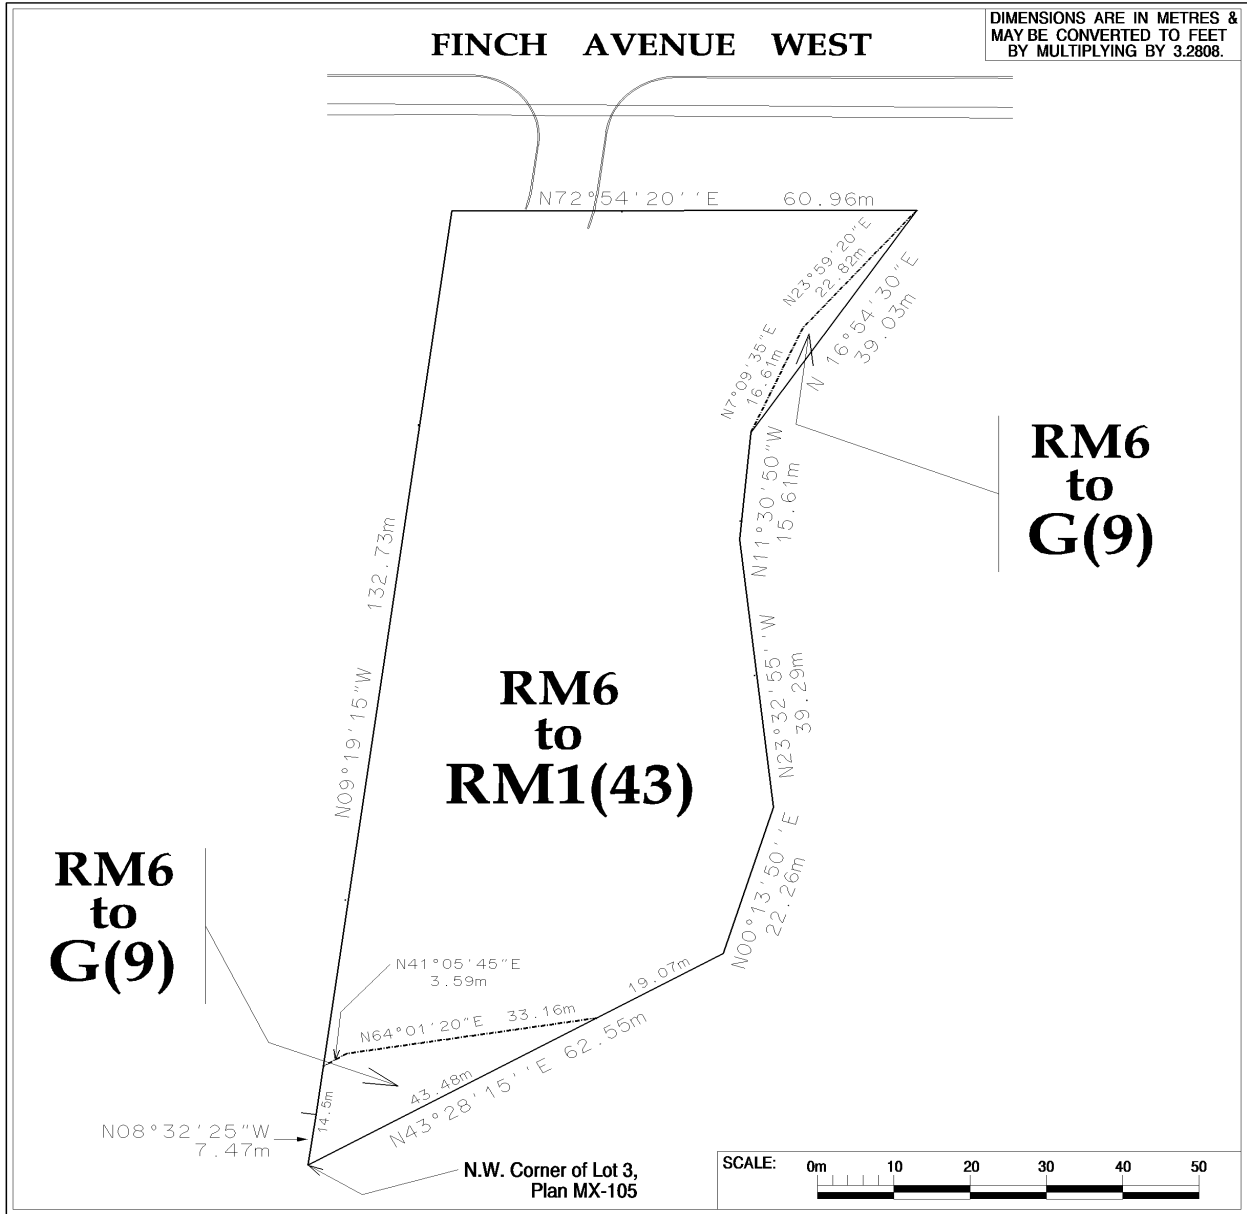 FINCH AVENUE WEST
DIMENSIONS ARE IN METRES &
MAY BE CONVERTED TO FEET
BY MULTIPLYING BY 3.2808.
N72°54'20''E 60.96m
N23°59'20"E
22.82m
N 16°54'30"E
39.03m
N7°09'35"E
16.61m
N11°30'50"W
15.61m
RM6
to
G(9)
132.73m
N09°19'15"W
N23°32'55''W
39.29m
RM6
to
RM1(43)
N00°13'50''E
22.26m
RM6
to
G(9)
N41°05'45"E
3.59m
19.07m
N64°01'20"E 33.16m
43.48m
N43°28'15''E 62.55m
14.5m
N08°32'25"W
7.47m
N.W. Corner of Lot 3,
Plan MX-105
SCALE: 0m 10 20 30 40 50